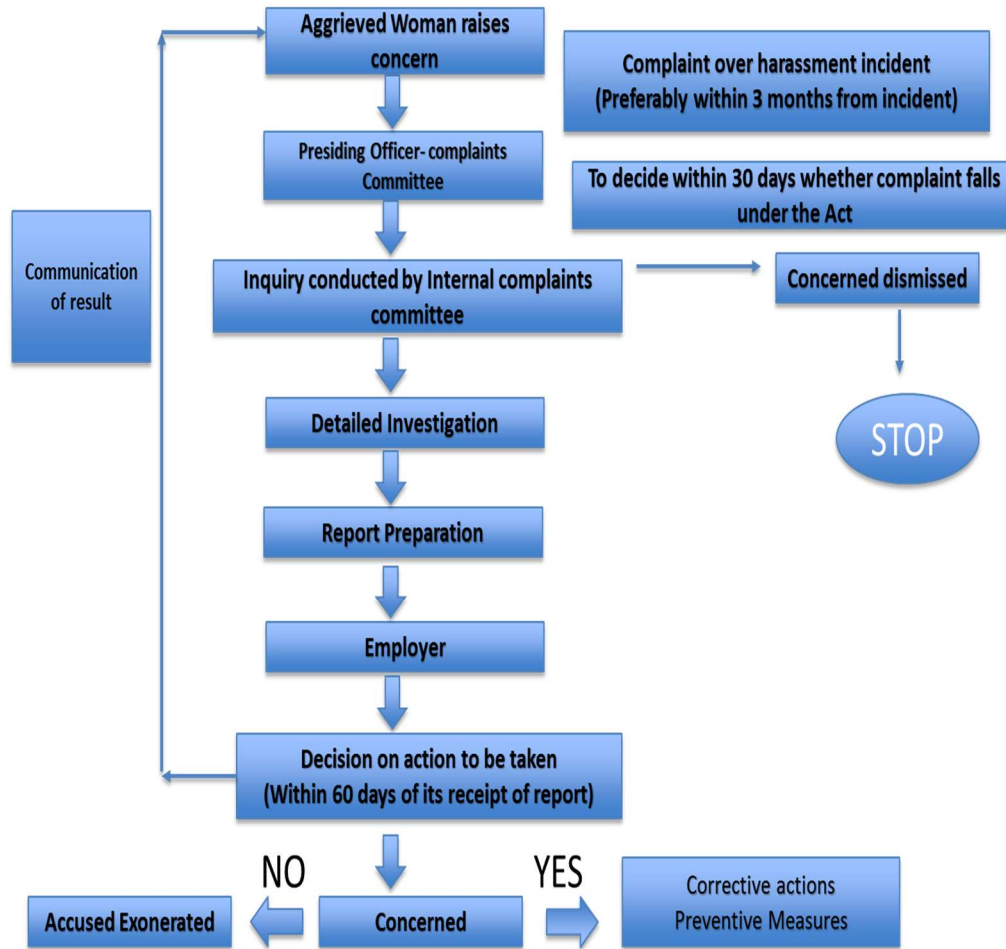 Aggrieved Woman raises
concern
Complaint over harassment incident
(Preferably within 3 months from incident)
Presiding Officer- complaints
Committee
To decide within 30 days whether complaint falls
under the Act
Communication
of result
Inquiry conducted by Internal complaints
committee
Concerned dismissed
Detailed Investigation
STOP
Report Preparation
Employer
Decision on action to be taken
(Within 60 days of its receipt of report)
NO
YES
Accused Exonerated
Concerned
Corrective actions
Preventive Measures